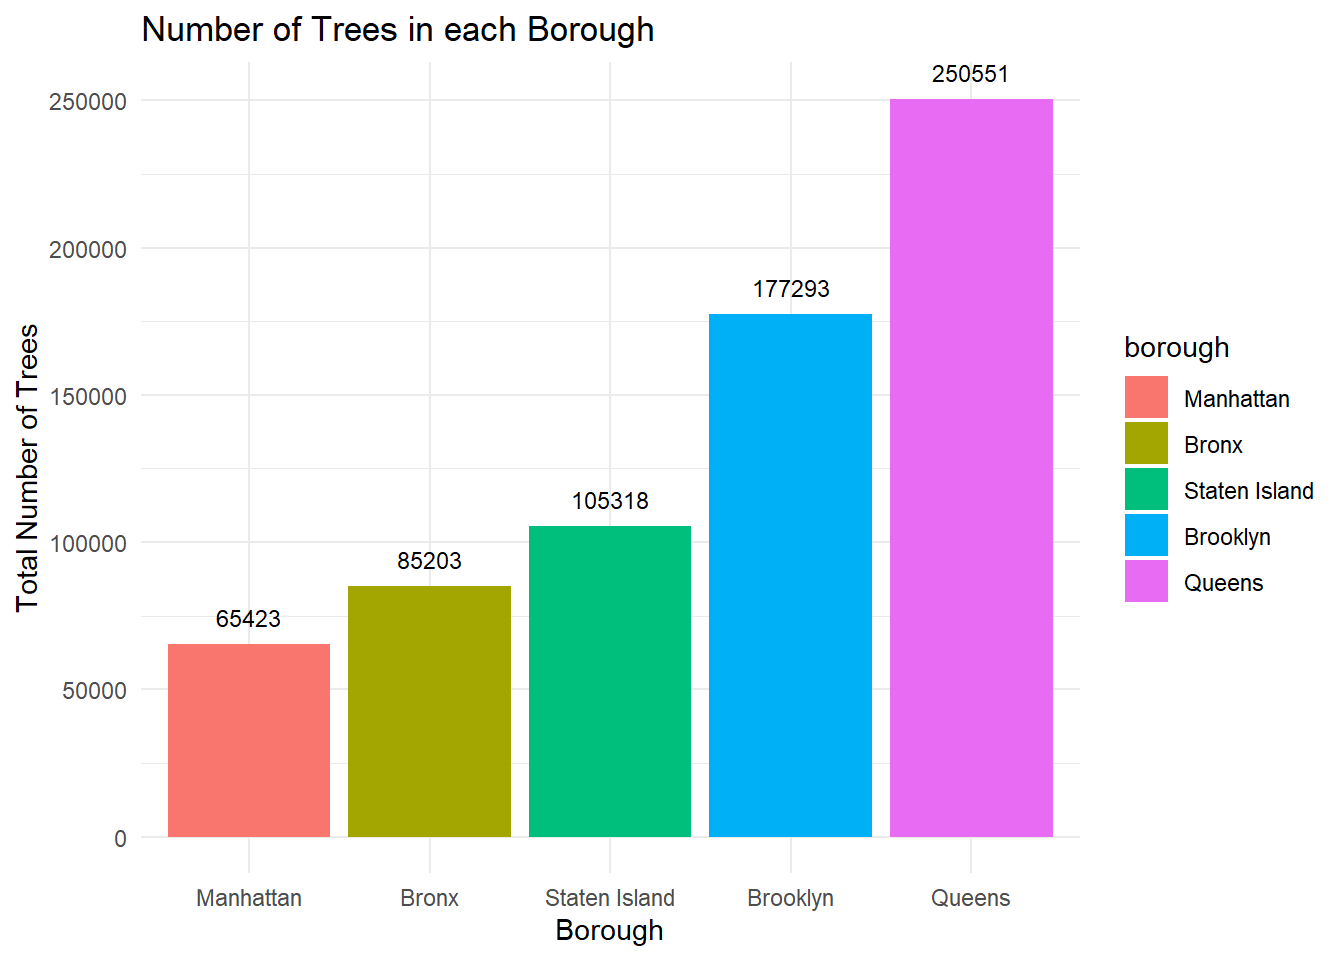 Number of Trees in each Borough
Total Number of Trees
250000
200000
150000
100000
50000
0
65423
85203
105318
177293
250551
Manhattan
Bronx
Staten Island
Brooklyn
Queens
Borough
borough
Manhattan
Bronx
Staten Island
Brooklyn
Queens